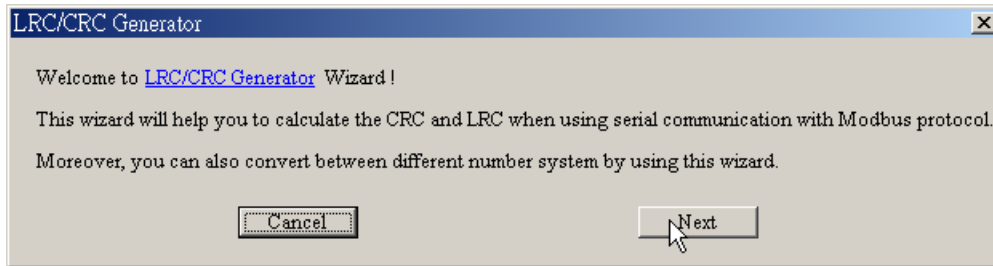 LRC/CRC Generator
Welcome to LRC/CRC Generator Wizard !
This wizard will help you to calculate the CRC and LRC when using serial communication with Modbus protocol.
Moreover, you can also convert between different number system by using this wizard.
Cancel
Next